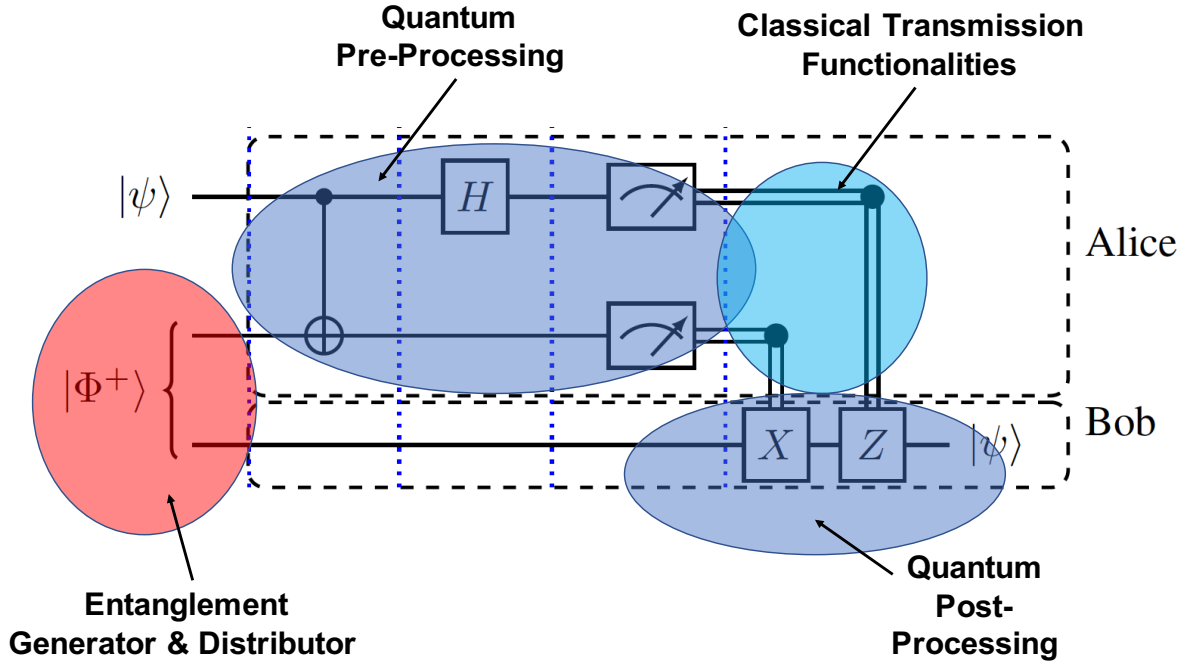 Quantum
Pre-Processing
Classical Transmission
Functionalities
|ψ⟩
H
Alice
|Φ⁺⟩
Bob
X
Z
|ψ⟩
Entanglement
Generator & Distributor
Quantum
Post-
Processing